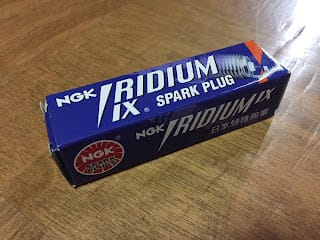 NGK IRIDIUM
IX SPARK PLUG
NGK IRIDIUM IX
日本特殊陶業
NGK